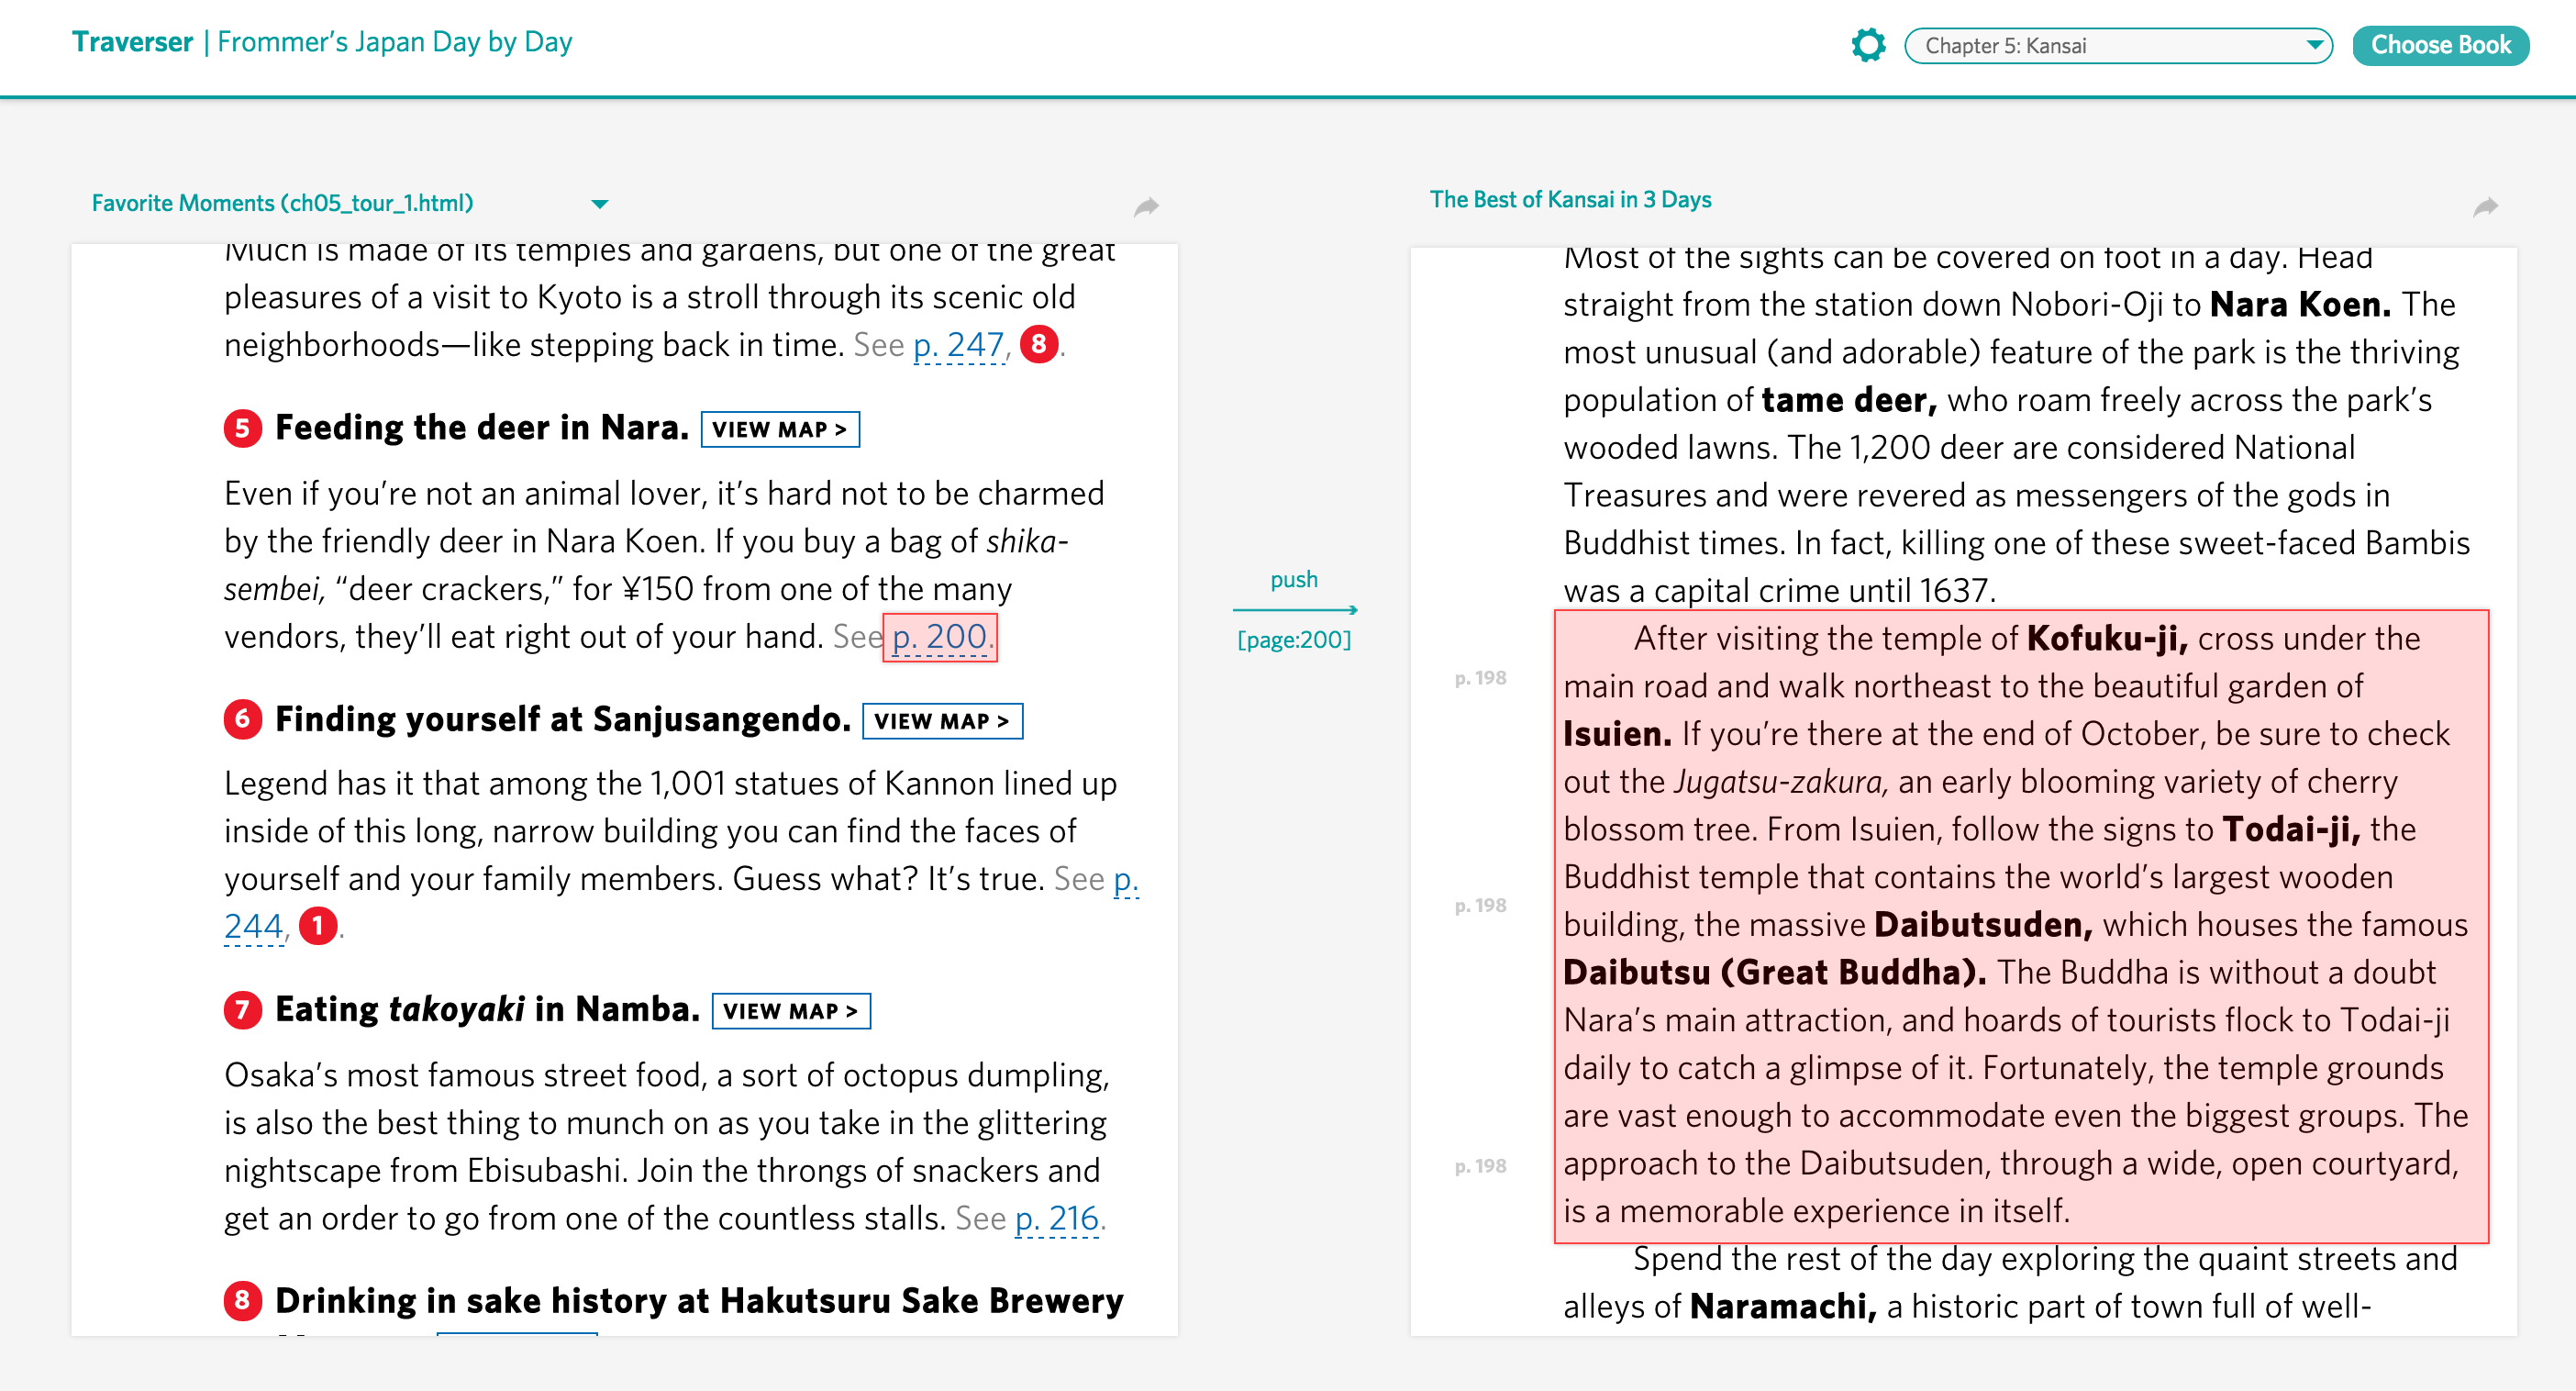 Traverser | Frommer’s Japan Day by Day
Chapter 5: Kansai
Choose Book
Favorite Moments (ch05_tour_1.html)
Much is made of its temples and gardens, but one of the great
pleasures of a visit to Kyoto is a stroll through its scenic old
neighborhoods—like stepping back in time. See p. 247, 8.
5 Feeding the deer in Nara. VIEW MAP >
Even if you’re not an animal lover, it’s hard not to be charmed
by the friendly deer in Nara Koen. If you buy a bag of shika-
sembei, “deer crackers,” for ¥150 from one of the many
vendors, they’ll eat right out of your hand. See p. 200.
6 Finding yourself at Sanjusangendo. VIEW MAP >
Legend has it that among the 1,001 statues of Kannon lined up
inside of this long, narrow building you can find the faces of
yourself and your family members. Guess what? It’s true. See p.
244, 1.
7 Eating takoyaki in Namba. VIEW MAP >
Osaka’s most famous street food, a sort of octopus dumpling,
is also the best thing to munch on as you take in the glittering
nightscape from Ebisubashi. Join the throngs of snackers and
get an order to go from one of the countless stalls. See p. 216.
8 Drinking in sake history at Hakutsuru Sake Brewery
push
[page:200]
The Best of Kansai in 3 Days
Most of the sights can be covered on foot in a day. Head
straight from the station down Nobori-Oji to Nara Koen. The
most unusual (and adorable) feature of the park is the thriving
population of tame deer, who roam freely across the park’s
wooded lawns. The 1,200 deer are considered National
Treasures and were revered as messengers of the gods in
Buddhist times. In fact, killing one of these sweet-faced Bambis
was a capital crime until 1637.
After visiting the temple of Kofuku-ji, cross under the
p. 198
main road and walk northeast to the beautiful garden of
Isuien. If you’re there at the end of October, be sure to check
out the Jugatsu-zakura, an early blooming variety of cherry
blossom tree. From Isuien, follow the signs to Todai-ji, the
Buddhist temple that contains the world’s largest wooden
p. 198
building, the massive Daibutsuden, which houses the famous
Daibutsu (Great Buddha). The Buddha is without a doubt
Nara’s main attraction, and hoards of tourists flock to Todai-ji
daily to catch a glimpse of it. Fortunately, the temple grounds
are vast enough to accommodate even the biggest groups. The
p. 198
approach to the Daibutsuden, through a wide, open courtyard,
is a memorable experience in itself.
Spend the rest of the day exploring the quaint streets and
alleys of Naramachi, a historic part of town full of well-